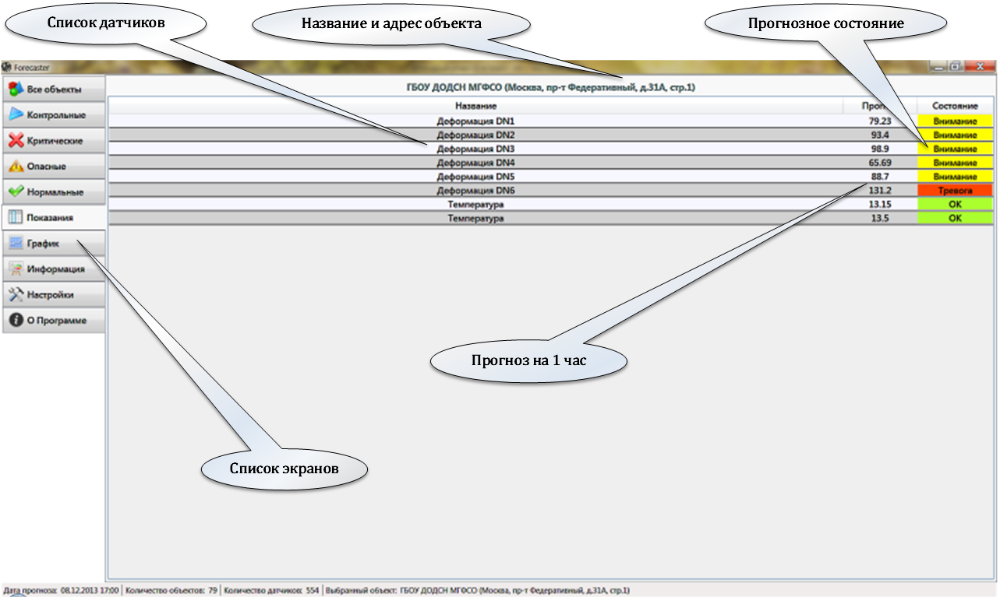 Список датчиков
Название и адрес объекта
Прогнозное состояние
Forecaster
Все объекты
Контрольные
Критические
Опасные
Нормальные
Показания
График
Информация
Настройки
О Программе
ГБОУ ДОДСН МГФСО (Москва, пр-т Федеративный, д.31А, стр.1)
Название Состояние
Деформация DN1 79.23 Внимание
Деформация DN2 93.4 Внимание
Деформация DN3 98.9 Внимание
Деформация DN4 65.69 Внимание
Деформация DN5 88.7 Внимание
Деформация DN6 131.2 Тревога
Температура 13.15 OK
Температура 13.5 OK
Прогноз на 1 час
Список экранов
Дата прогноза: 08.12.2013 17:00 Количество объектов: 79 Количество датчиков: 554 Выбранный объект: ГБОУ ДОДСН МГФСО (Москва, пр-т Федеративный, д.31А, стр.1)